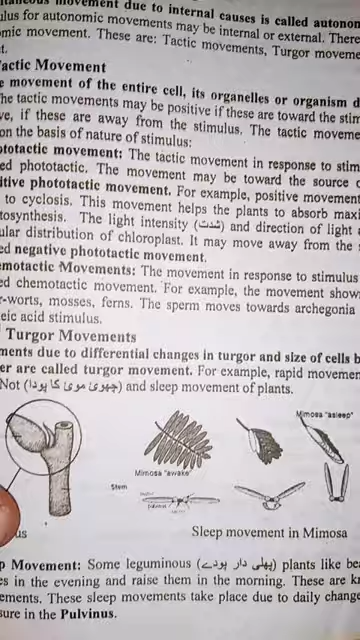 ntaneous movement due to internal causes is called autonom
ulus for autonomic movements may be internal or external. There
omic movement. These are: Tactic movements, Turgor moveme
t.
Tactic Movement
e movement of the entire cell, its organelles or organism d
The tactic movements may be positive if these are toward the stim
ve, if these are away from the stimulus. The tactic moveme
on the basis of nature of stimulus:
ototactic movement: The tactic movement in response to stim
ed phototactic. The movement may be toward the source
itive phototactic movement. For example, positive movement
to cyclosis. This movement helps the plants to absorb maxi
tosynthesis. The light intensity (شدت) and direction of light
ular distribution of chloroplast. It may move away from the s
ed negative phototactic movement.
emotactic Movements: The movement in response to stimulus
ed chemotactic movement. For example, the movement show
r-worts, mosses, ferns. The sperm moves towards archegonia
eic acid stimulus.
Turgor Movements
ments due to differential changes in turgor and size of cells b
er are called turgor movement. For example, rapid movemen
Not (چھوئی موئی کا پودا) and sleep movement of plants.
Mimosa "asleep"
Mimosa "awake"
Stem
us
Sleep movement in Mimosa
p Movement: Some leguminous (پھلی دار پودے) plants like bea
es in the evening and raise them in the morning. These are kn
ements. These sleep movements take place due to daily change
sure in the Pulvinus.